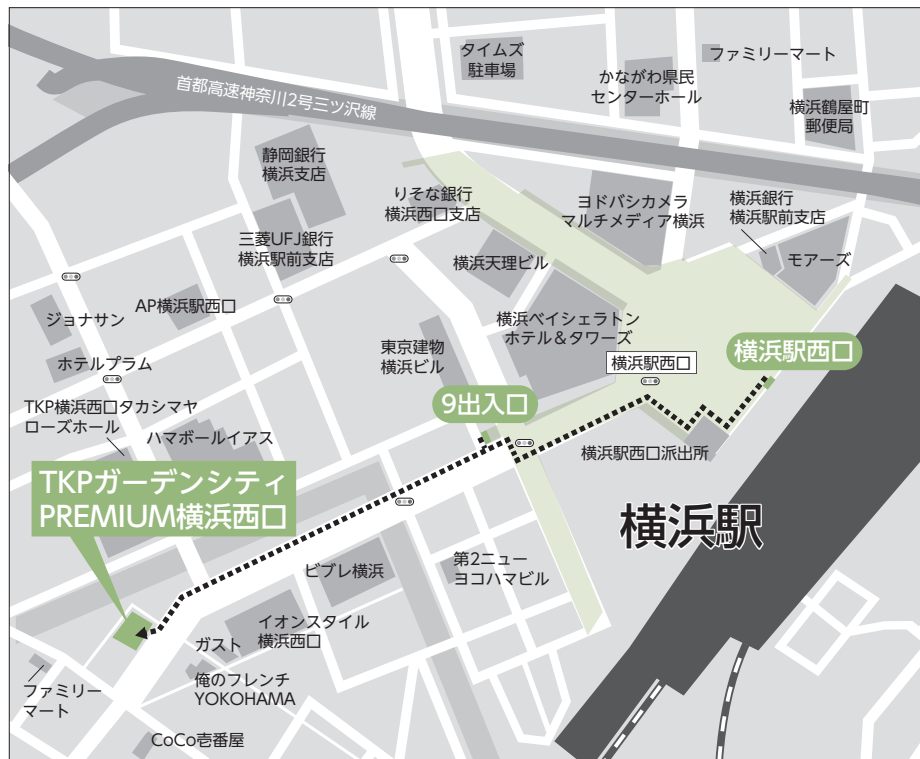 タイムズ
駐車場
ファミリーマート
かながわ県民
センターホール
首都高速神奈川2号三ツ沢線
横浜鶴屋町
郵便局
静岡銀行
横浜支店
りそな銀行
横浜西口支店
ヨドバシカメラ
マルチメディア横浜
横浜銀行
横浜駅前支店
三菱UFJ銀行
横浜駅前支店
横浜天理ビル
モアーズ
AP横浜駅西口
ジョナサン
横浜ベイシェラトン
ホテル&タワーズ
東京建物
横浜ビル
横浜駅西口
横浜駅西口
ホテルプラム
9出入口
TKP横浜西口タカシマヤ
ローズホール
ハマボールイアス
横浜駅西口派出所
TKPガーデンシティ
PREMIUM横浜西口
横浜駅
ビブレ横浜
第2ニュー
ヨコハマビル
イオンスタイル
横浜西口
ガスト
俺のフレンチ
YOKOHAMA
ファミリー
マート
CoCo壱番屋